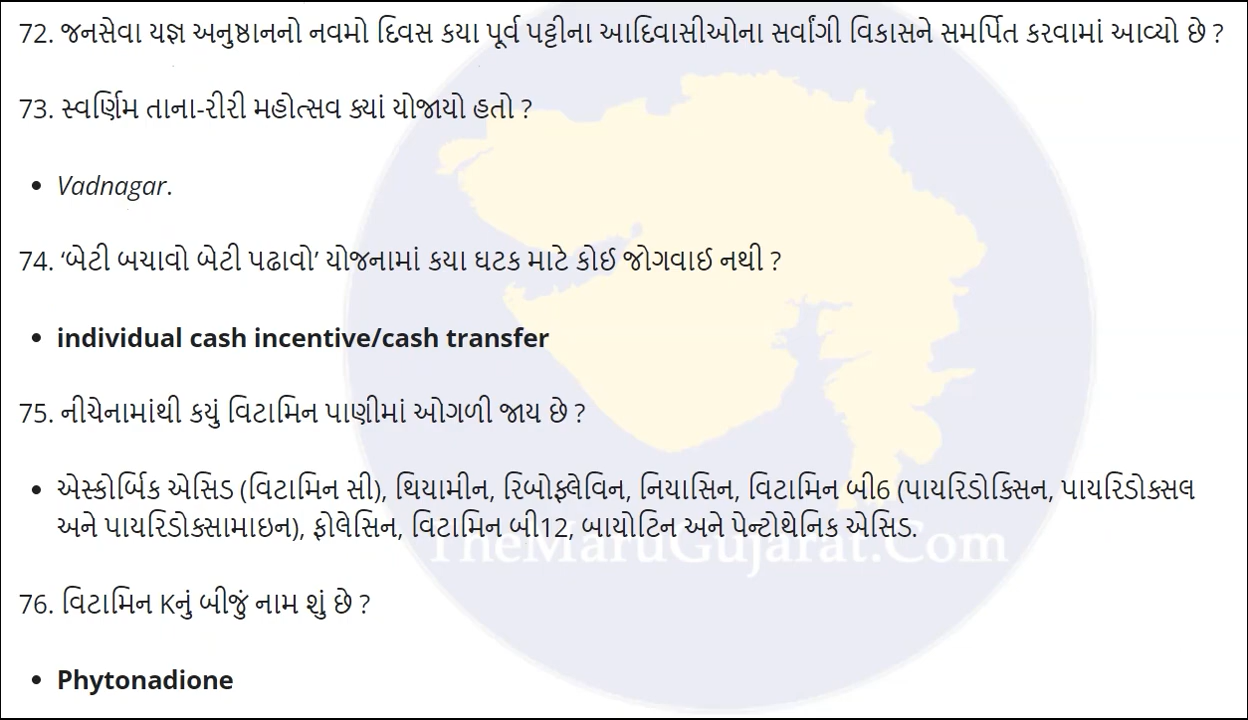 72. જનસેવા યજ્ઞ અનુષ્ઠાનનો નવમો દિવસ કયા પૂર્વ પટ્ટીના આદિવાસીઓના સર્વાંગી વિકાસને સમર્પિત કરવામાં આવ્યો છે ?
73. સ્વર્ણિમ તાના-રીરી મહોત્સવ ક્યાં યોજાયો હતો ?
• Vadnagar.
74. ‘બેટી બચાવો બેટી પઢાવો’ યોજનામાં કયા ઘટક માટે કોઈ જોગવાઈ નથી ?
• individual cash incentive/cash transfer
75. નીચેનામાંથી કયું વિટામિન પાણીમાં ઓગળી જાય છે ?
• એસ્કોર્બિક એસિડ (વિટામિન સી), થિયામીન, રિબોફ્લેવિન, નિયાસિન, વિટામિન બી6 (પાયરિડોક્સિન, પાયરિડોક્સલ
અને પાયરિડોક્સામાઇન), ફોલેસિન, વિટામિન બી12, બાયોટિન અને પેન્ટોથેનિક એસિડ.
TheMaruGujarat.Com
76. વિટામિન Kનું બીજું નામ શું છે ?
• Phytonadione